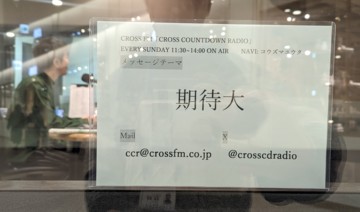 CROSS FM 「CROSS COUNTDOWN RADIO」
EVERY SUNDAY 11:30-14:00 ON AIR
メッセージテーマ
期待大
Mail
ccr@crossfm.co.jp @crosscdradio